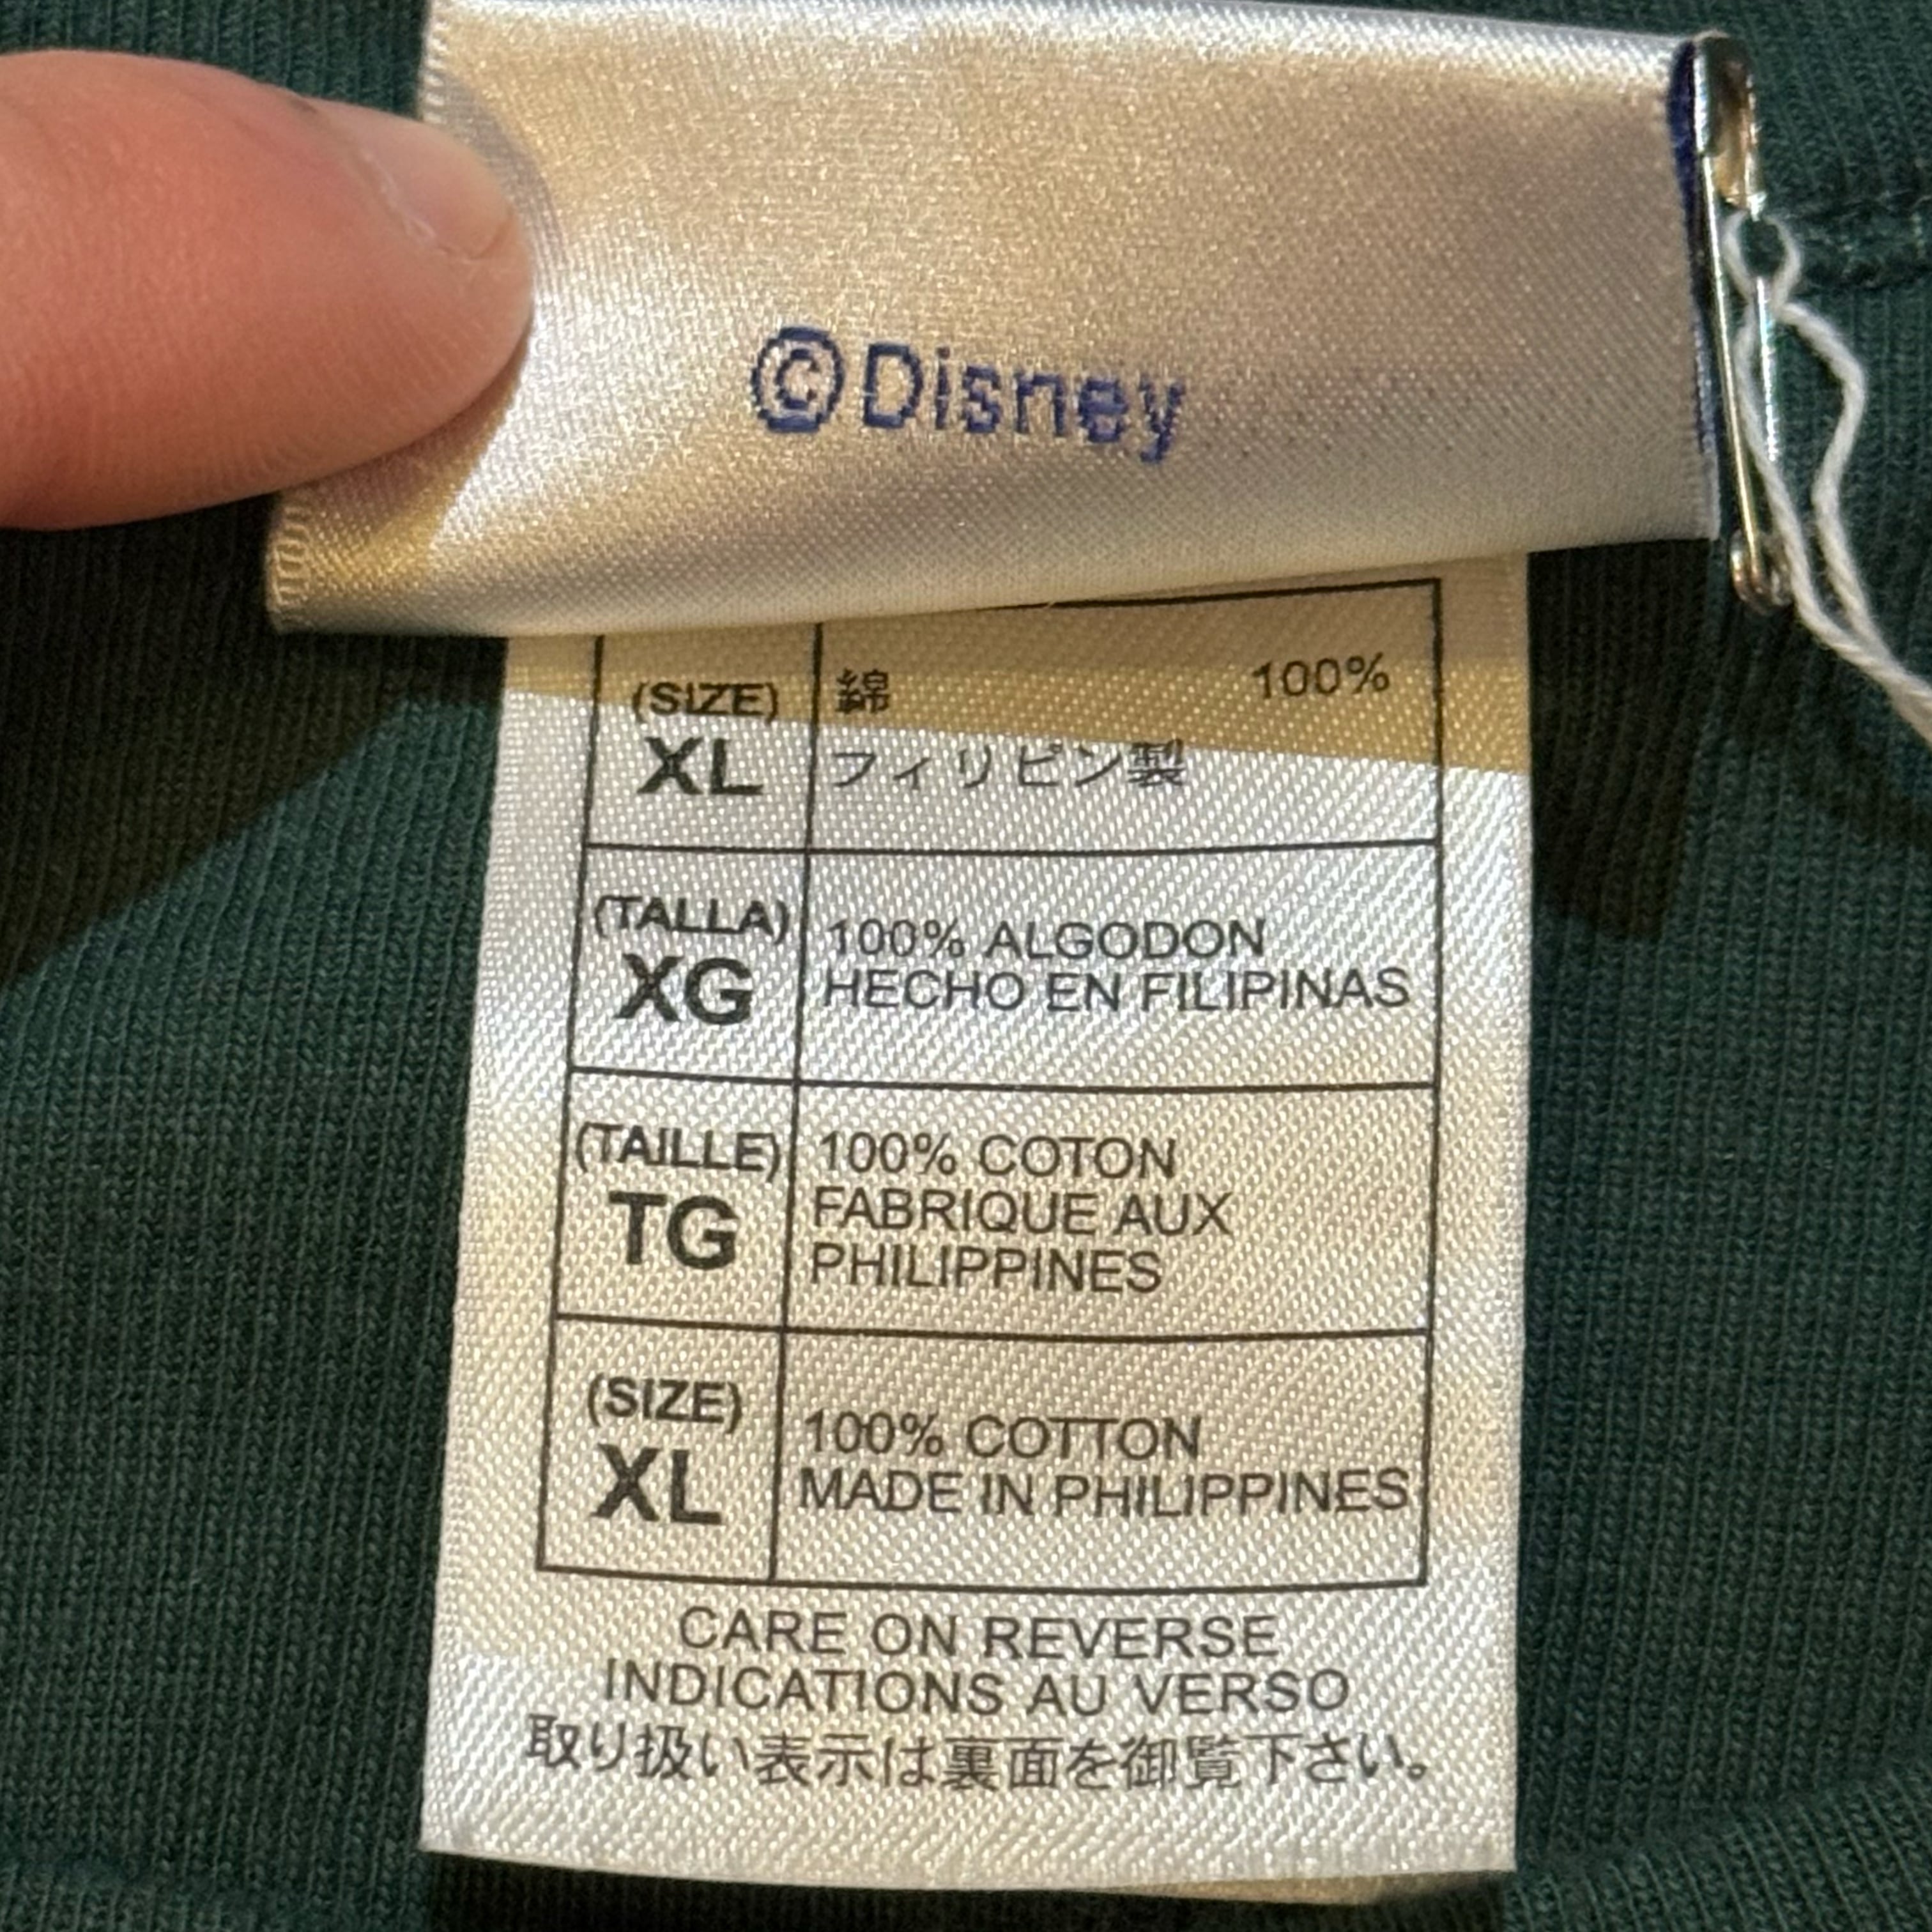 ©Disney
(SIZE)
XL
綿 100%
フィリピン製
(TALLA)
XG
100% ALGODON
HECHO EN FILIPINAS
(TAILLE)
TG
100% COTON
FABRIQUE AUX
PHILIPPINES
(SIZE)
XL
100% COTTON
MADE IN PHILIPPINES
CARE ON REVERSE
INDICATIONS AU VERSO
取り扱い表示は裏面を御覧下さい。